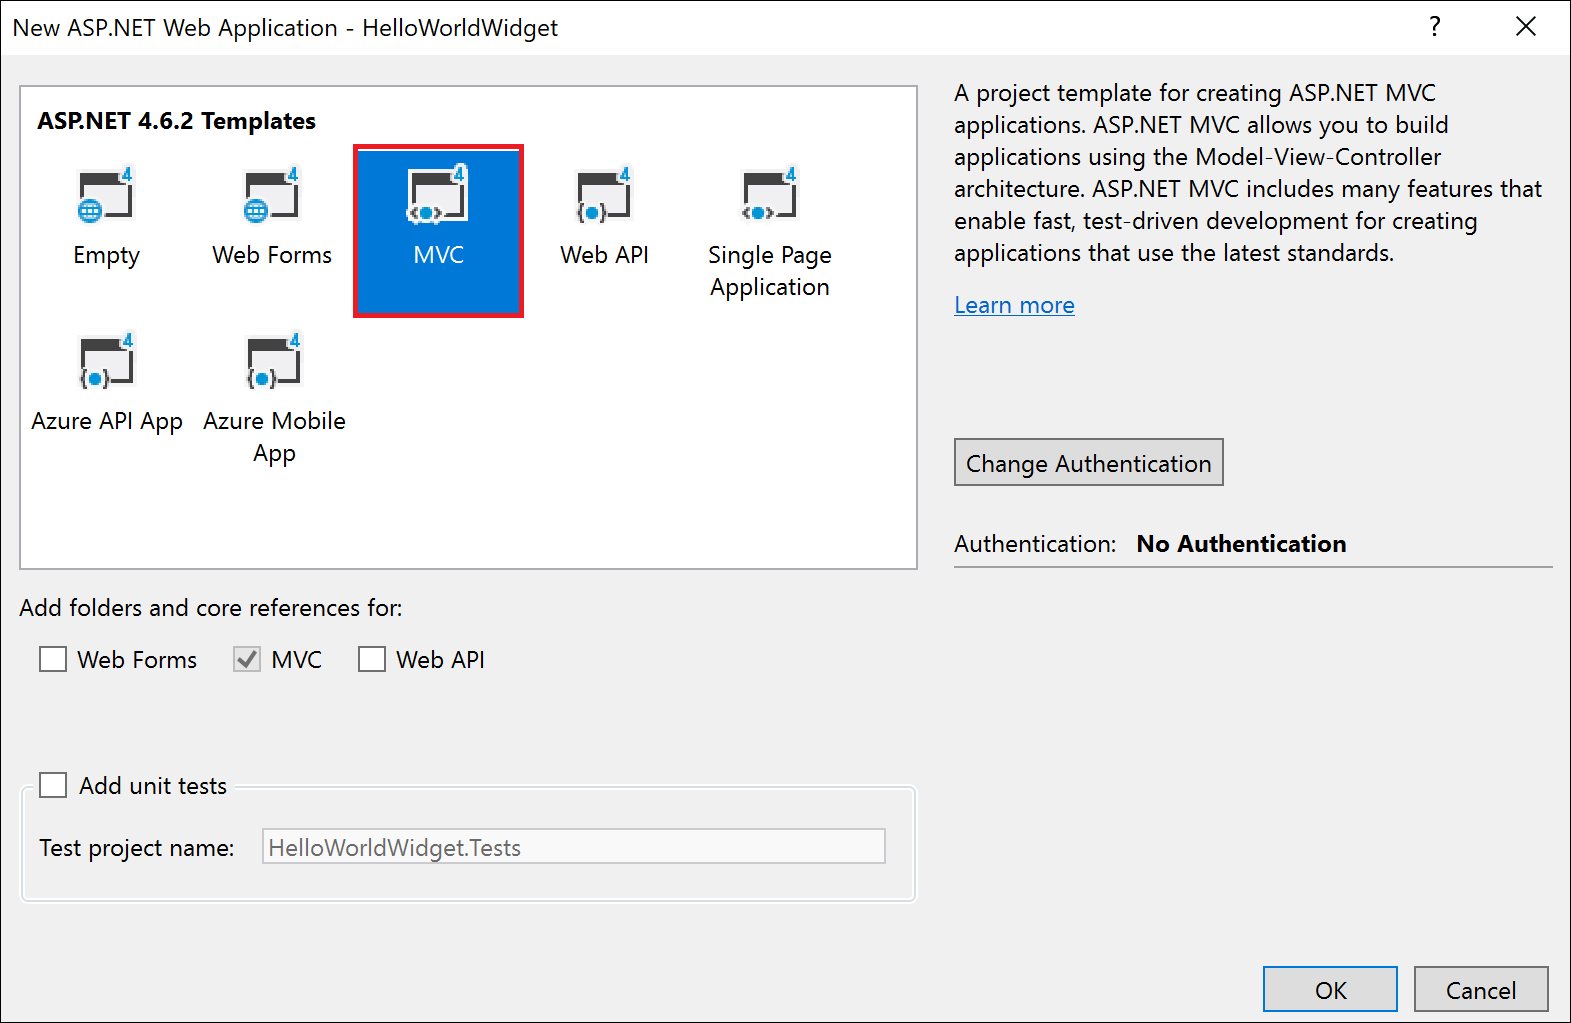 New ASP.NET Web Application - HelloWorldWidget
?
ASP.NET 4.6.2 Templates
4
Empty
4
Web Forms
4
MVC
4
Web API
4
Single Page
Application
4
Azure API App
4
Azure Mobile
App
A project template for creating ASP.NET MVC
applications. ASP.NET MVC allows you to build
applications using the Model-View-Controller
architecture. ASP.NET MVC includes many features that
enable fast, test-driven development for creating
applications that use the latest standards.
Learn more
Change Authentication
Authentication: No Authentication
Add folders and core references for:
Web Forms MVC Web API
Add unit tests
Test project name: HelloWorldWidget.Tests
OK Cancel